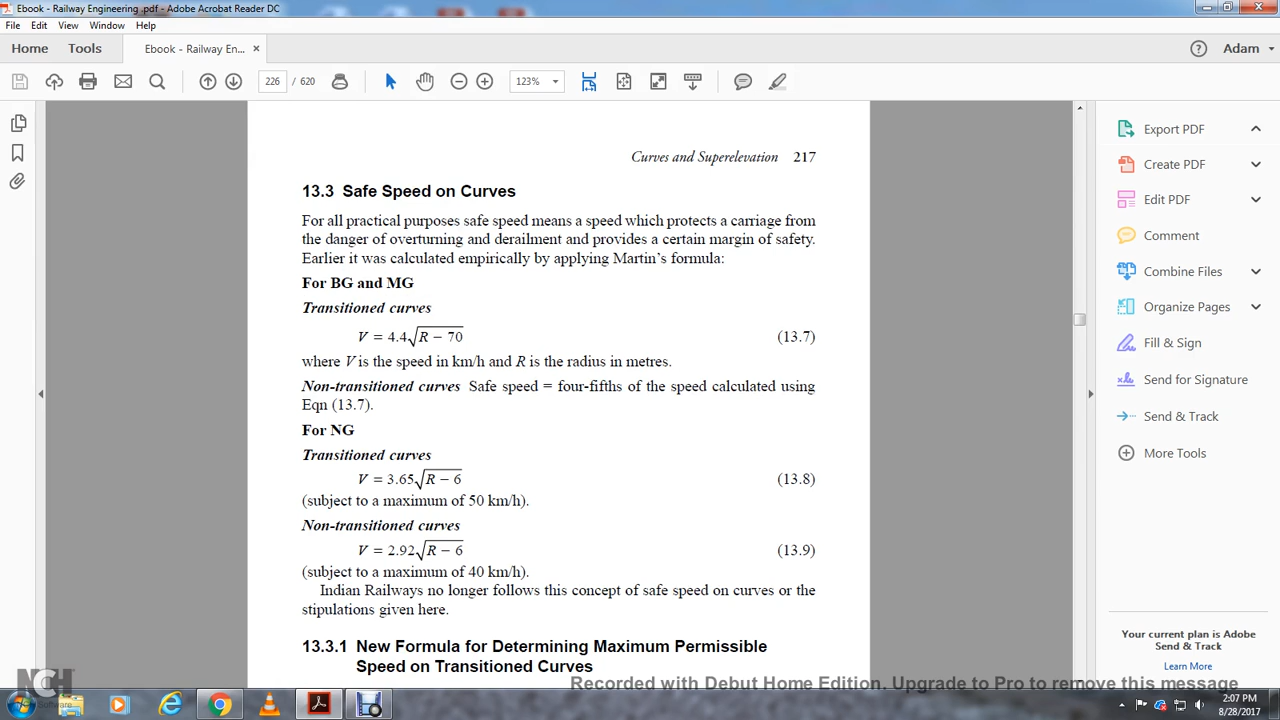 Ebook - Railway Engineering .pdf - Adobe Acrobat Reader DC
File Edit View Window Help
Home Tools Ebook - Railway En... × Adam
226 / 620 123%
Curves and Superelevation 217
13.3 Safe Speed on Curves
For all practical purposes safe speed means a speed which protects a carriage from
the danger of overturning and derailment and provides a certain margin of safety.
Earlier it was calculated empirically by applying Martin's formula:
For BG and MG
Transitioned curves
V = 4.4√R − 70 (13.7)
where V is the speed in km/h and R is the radius in metres.
Non-transitioned curves Safe speed = four-fifths of the speed calculated using
Eqn (13.7).
For NG
Transitioned curves
V = 3.65√R − 6 (13.8)
(subject to a maximum of 50 km/h).
Non-transitioned curves
V = 2.92√R − 6 (13.9)
(subject to a maximum of 40 km/h).
Indian Railways no longer follows this concept of safe speed on curves or the
stipulations given here.
13.3.1 New Formula for Determining Maximum Permissible
Speed on Transitioned Curves
Export PDF
Create PDF
Edit PDF
Comment
Combine Files
Organize Pages
Fill & Sign
Send for Signature
Send & Track
More Tools
Your current plan is Adobe
Send & Track
Learn More
NCH
Software
Recorded with Debut Home Edition. Upgrade to Pro to remove this message
2:07 PM
8/28/2017